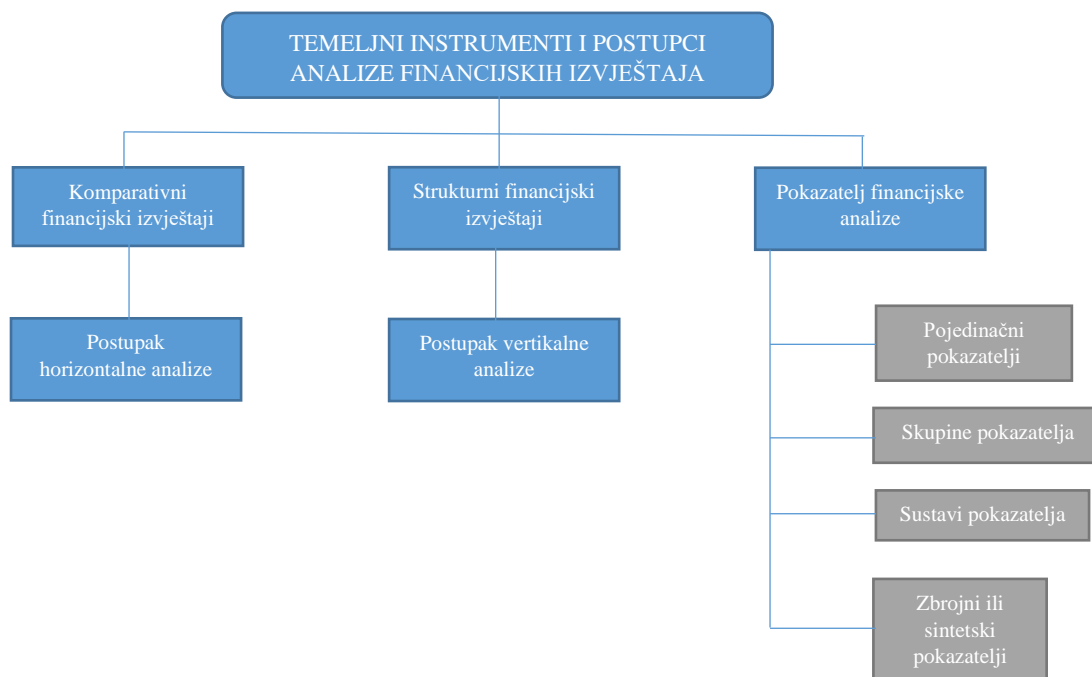 TEMELJNI INSTRUMENTI I POSTUPCI
ANALIZE FINANCIJSKIH IZVJEŠTAJA
Komparativni
financijski izvještaji
Strukturni financijski
izvještaji
Pokazatelj financijske
analize
Postupak
horizontalne analize
Postupak vertikalne
analize
Pojedinačni
pokazatelji
Skupine pokazatelja
Sustavi pokazatelja
Zbrojni ili
sintetski
pokazatelji